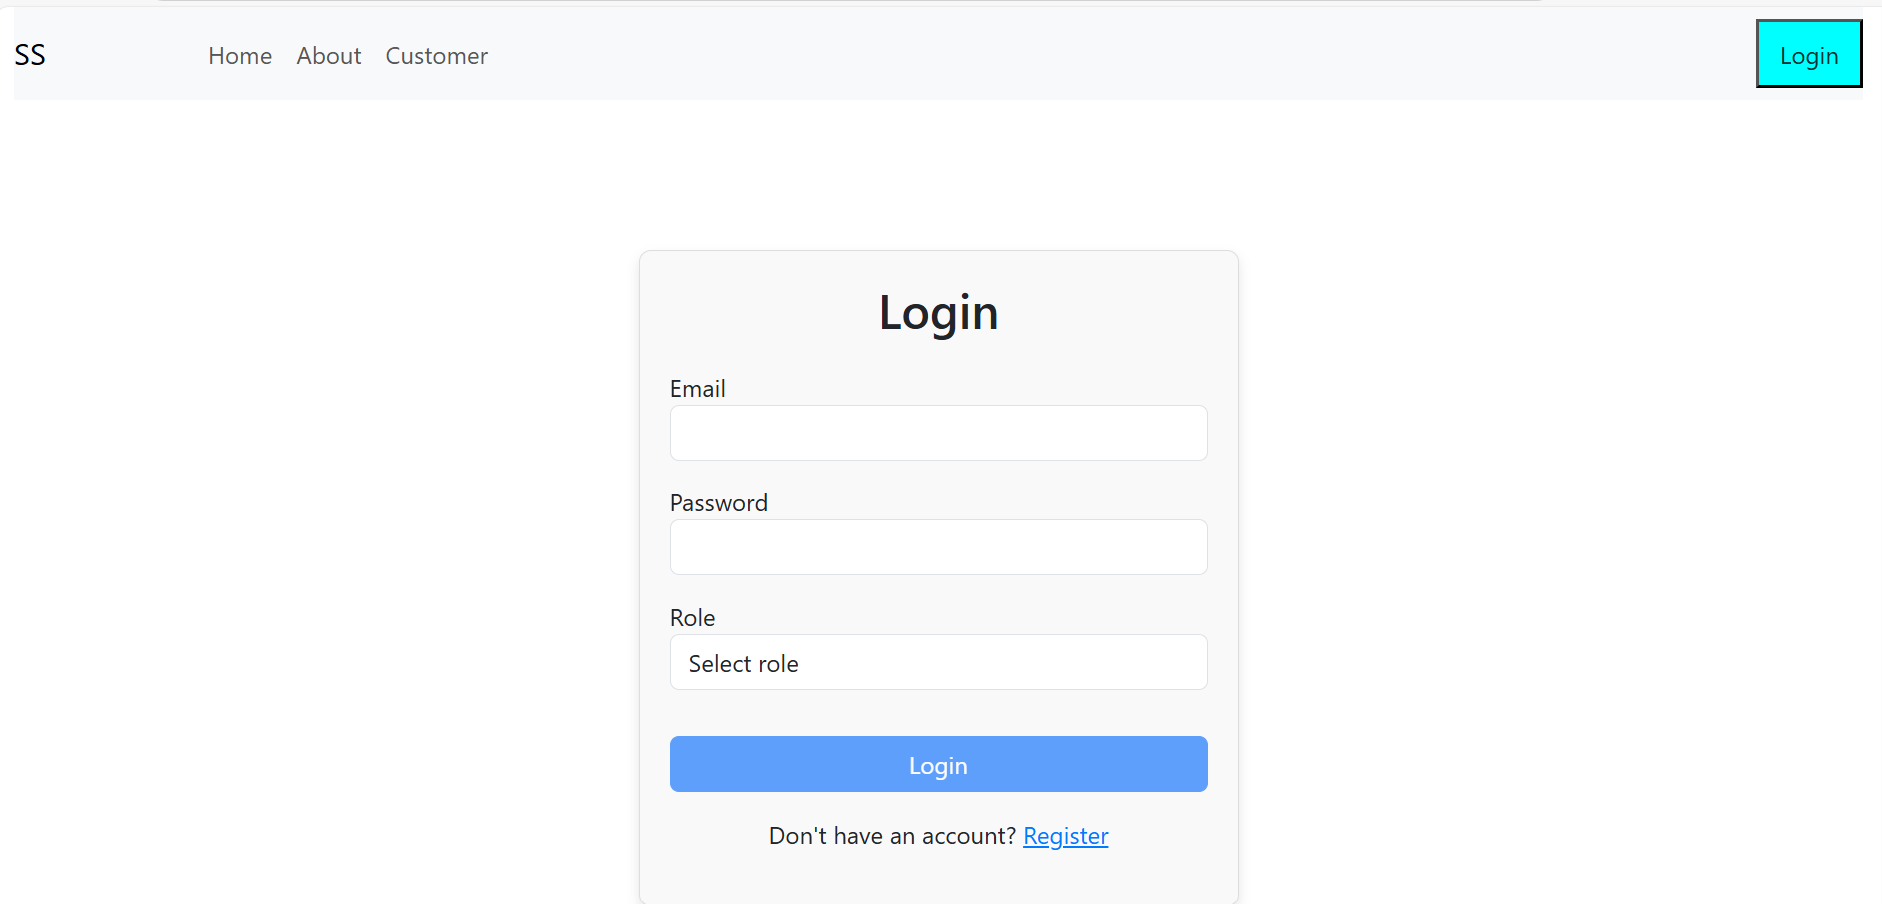 SS Home About Customer Login
Login
Email
Password
Role
Select role
Login
Don't have an account? Register